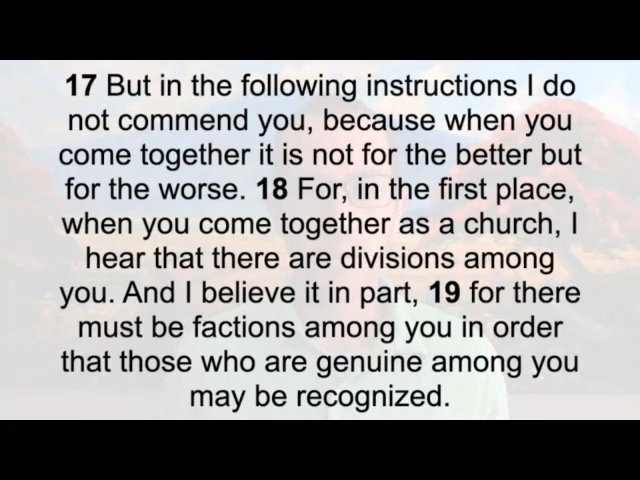 17 But in the following instructions I do
not commend you, because when you
come together it is not for the better but
for the worse. 18 For, in the first place,
when you come together as a church, I
hear that there are divisions among
you. And I believe it in part, 19 for there
must be factions among you in order
that those who are genuine among you
may be recognized.